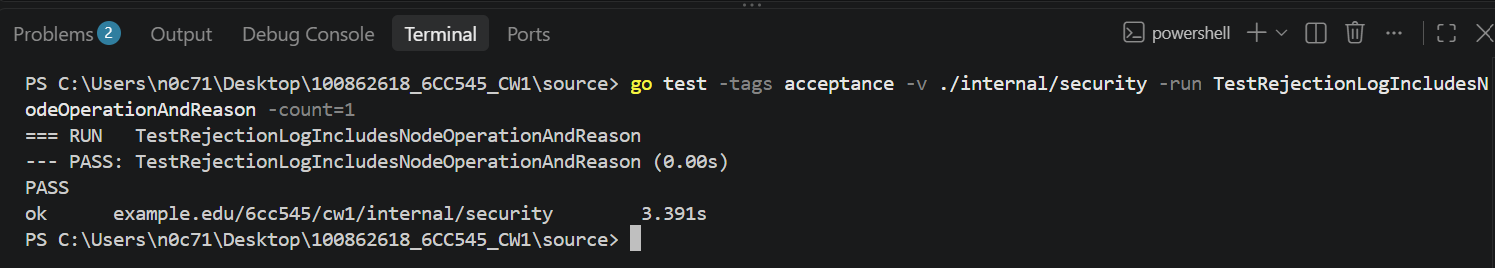 Problems 2 Output Debug Console Terminal Ports powershell
PS C:\Users\n0c71\Desktop\100862618_6CC545_CW1\source> go test -tags acceptance -v ./internal/security -run TestRejectionLogIncludesN
odeOperationAndReason -count=1
=== RUN   TestRejectionLogIncludesNodeOperationAndReason
--- PASS: TestRejectionLogIncludesNodeOperationAndReason (0.00s)
PASS
ok      example.edu/6cc545/cw1/internal/security        3.391s
PS C:\Users\n0c71\Desktop\100862618_6CC545_CW1\source>